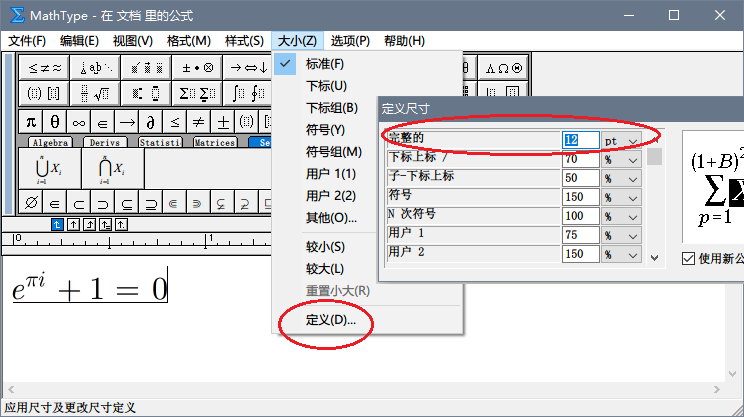 MathType - 在 文档 里的公式
文件(F) 编辑(E) 视图(V) 格式(M) 样式(S) 大小(Z) 选项(P) 帮助(H)
标准(F)
下标(U)
下标组(B)
符号(Y)
符号组(M)
用户 1(1)
用户 2(2)
其他(O)...
较小(S)
较大(L)
重置小大(R)
定义(D)...
Algebra Derivs Statisti Matrices Se
0 1
e^{πi} + 1 = 0
定义尺寸
完整的 12 pt
下标上标 / 70 %
子-下标上标 50 %
符号 150 %
N 次符号 100 %
用户 1 75 %
用户 2 150 %
(1+B)²
∑ X
p=1
使用新公
应用尺寸及更改尺寸定义